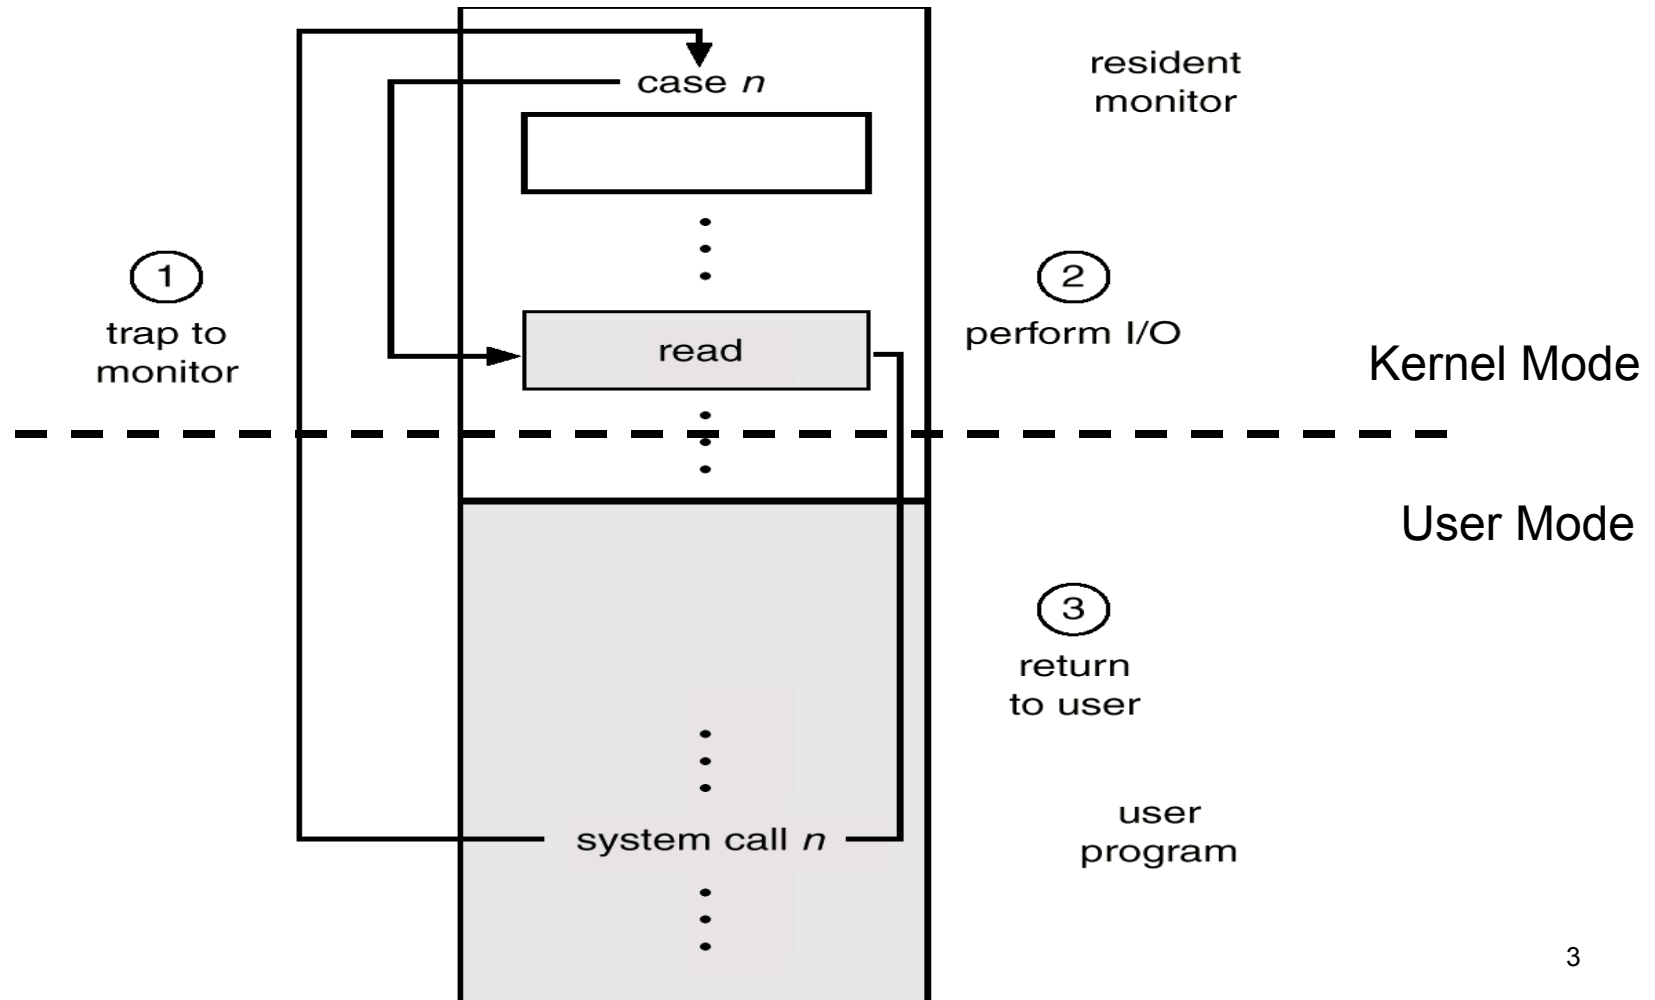 resident
monitor
case n
1
trap to
monitor
2
perform I/O
read
Kernel Mode
User Mode
3
return
to user
system call n
user
program
3